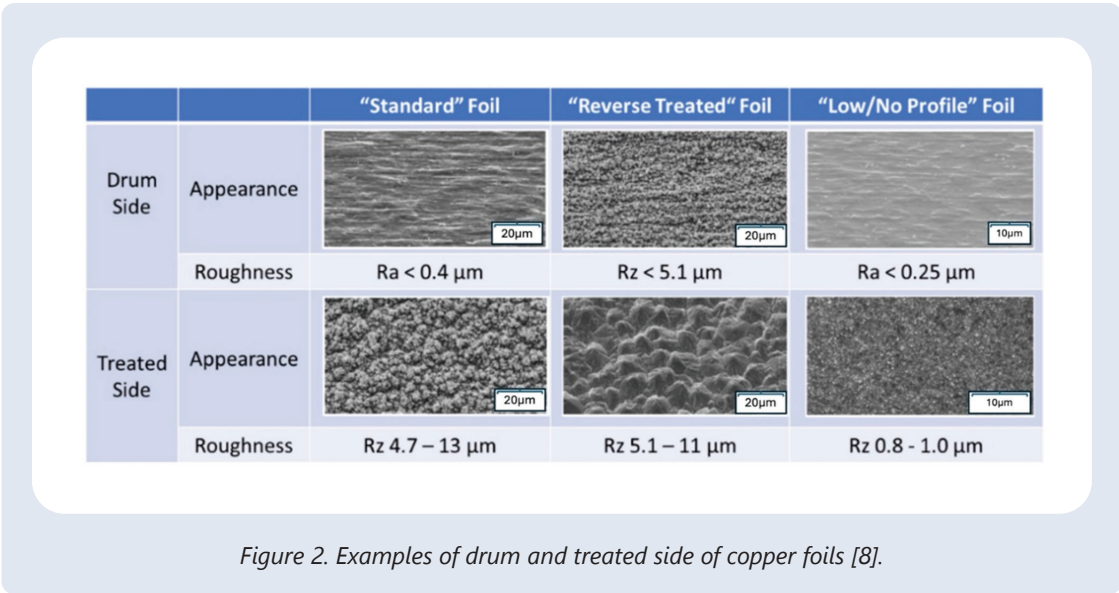 “Standard” Foil “Reverse Treated“ Foil “Low/No Profile” Foil
Drum
Side
Appearance
20µm 20µm 10µm
Roughness Ra < 0.4 µm Rz < 5.1 µm Ra < 0.25 µm
Treated
Side
Appearance
20µm 20µm 10µm
Roughness Rz 4.7 – 13 µm Rz 5.1 – 11 µm Rz 0.8 - 1.0 µm
Figure 2. Examples of drum and treated side of copper foils [8].